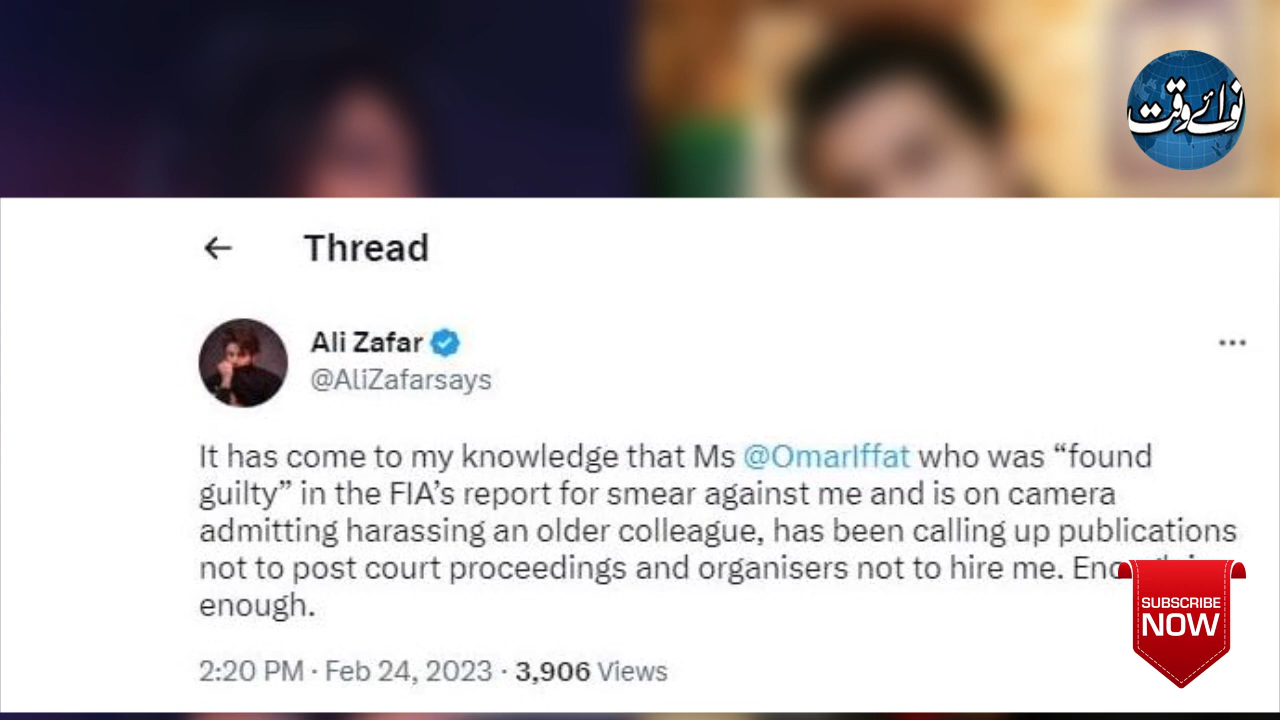 نوائے وقت
← Thread
Ali Zafar
@AliZafarsays
...
It has come to my knowledge that Ms @OmarIffat who was “found
guilty” in the FIA’s report for smear against me and is on camera
admitting harassing an older colleague, has been calling up publications
not to post court proceedings and organisers not to hire me.
enough.
SUBSCRIBE
NOW
2:20 PM · Feb 24, 2023 · 3,906 Views